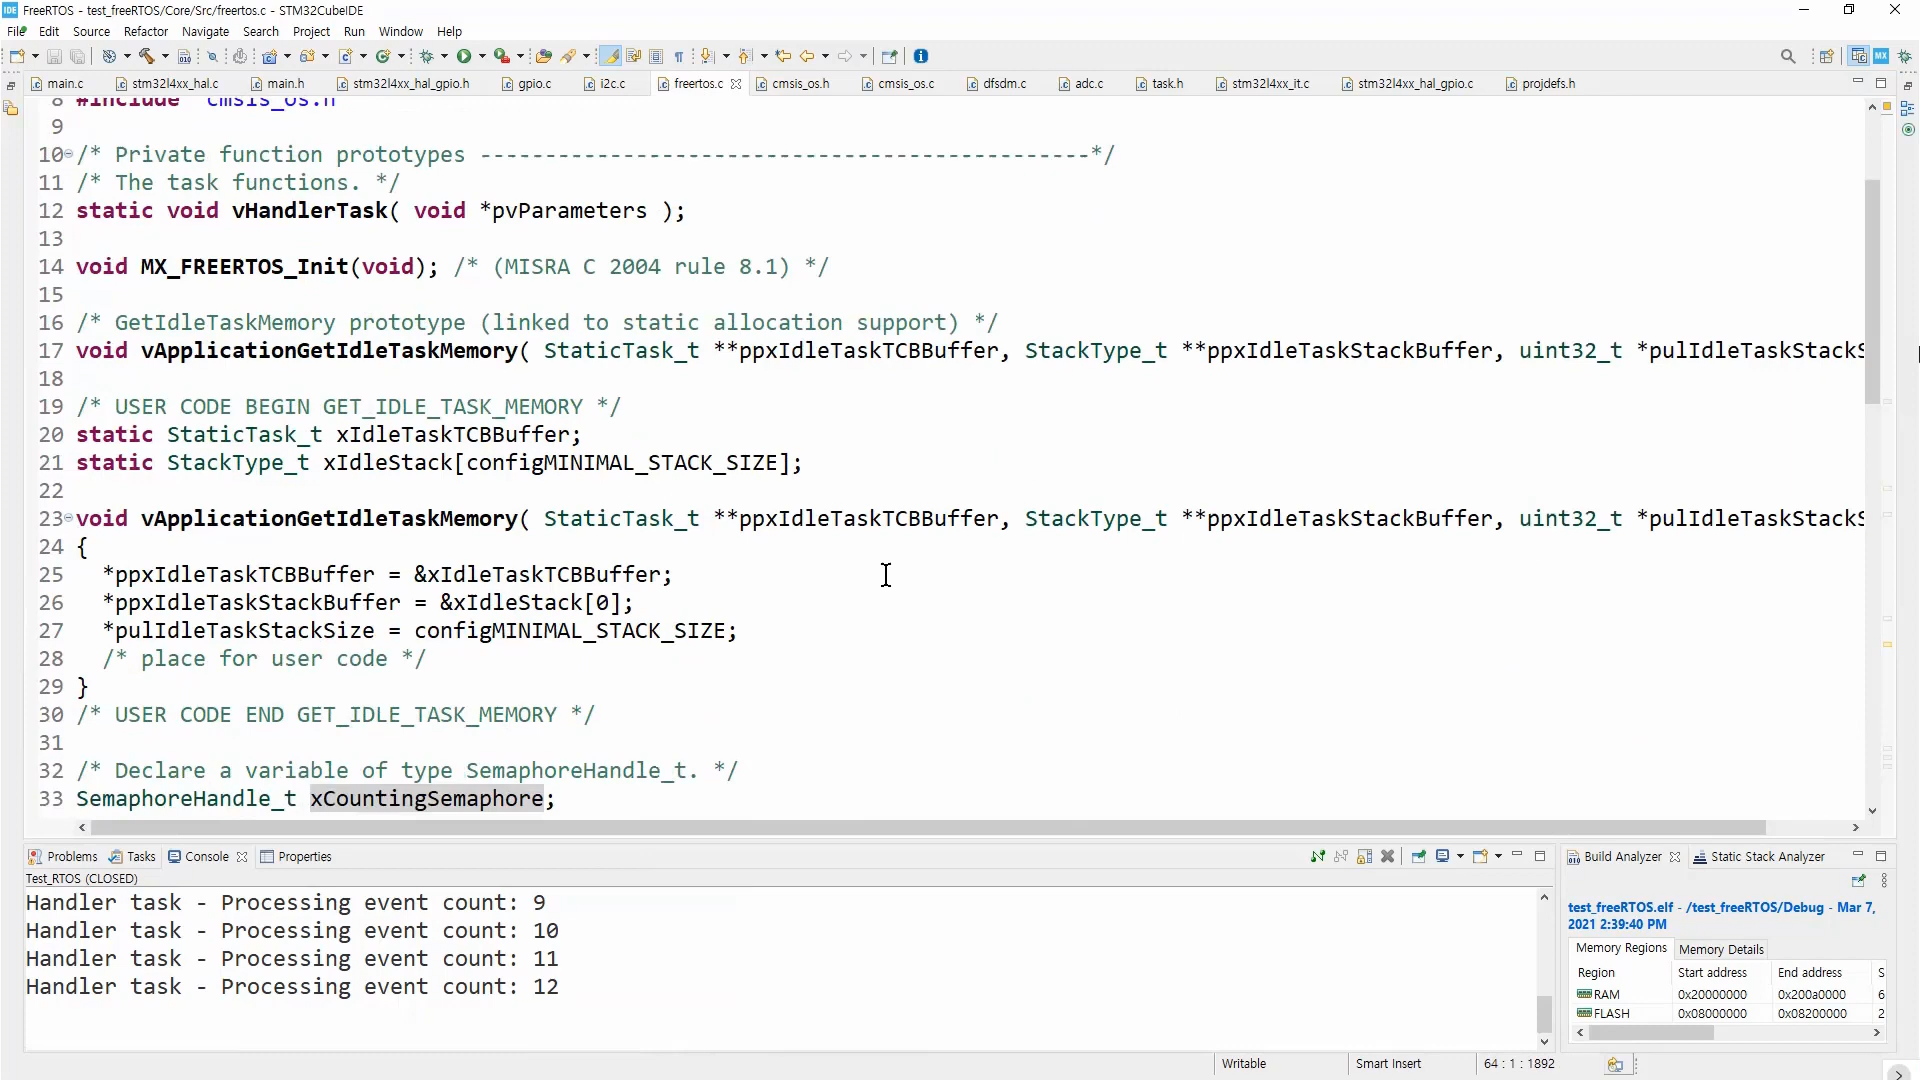 IDE FreeRTOS - test_freeRTOS/Core/Src/freertos.c - STM32CubeIDE
File Edit Source Refactor Navigate Search Project Run Window Help
main.c stm32l4xx_hal.c main.h stm32l4xx_hal_gpio.h gpio.c i2c.c freertos.c cmsis_os.h cmsis_os.c dfsdm.c adc.c task.h stm32l4xx_it.c stm32l4xx_hal_gpio.c projdefs.h
8 #include "cmsis_os.h"
9
10 /* Private function prototypes -----------------------------------------------*/
11 /* The task functions. */
12 static void vHandlerTask( void *pvParameters );
13
14 void MX_FREERTOS_Init(void); /* (MISRA C 2004 rule 8.1) */
15
16 /* GetIdleTaskMemory prototype (linked to static allocation support) */
17 void vApplicationGetIdleTaskMemory( StaticTask_t **ppxIdleTaskTCBBuffer, StackType_t **ppxIdleTaskStackBuffer, uint32_t *pulIdleTaskStackS
18
19 /* USER CODE BEGIN GET_IDLE_TASK_MEMORY */
20 static StaticTask_t xIdleTaskTCBBuffer;
21 static StackType_t xIdleStack[configMINIMAL_STACK_SIZE];
22
23 void vApplicationGetIdleTaskMemory( StaticTask_t **ppxIdleTaskTCBBuffer, StackType_t **ppxIdleTaskStackBuffer, uint32_t *pulIdleTaskStackS
24 {
25 *ppxIdleTaskTCBBuffer = &xIdleTaskTCBBuffer;
26 *ppxIdleTaskStackBuffer = &xIdleStack[0];
27 *pulIdleTaskStackSize = configMINIMAL_STACK_SIZE;
28 /* place for user code */
29 }
30 /* USER CODE END GET_IDLE_TASK_MEMORY */
31
32 /* Declare a variable of type SemaphoreHandle_t. */
33 SemaphoreHandle_t xCountingSemaphore;
Problems Tasks Console Properties
Test_RTOS (CLOSED)
Handler task - Processing event count: 9
Handler task - Processing event count: 10
Handler task - Processing event count: 11
Handler task - Processing event count: 12
Build Analyzer Static Stack Analyzer
test_freeRTOS.elf - /test_freeRTOS/Debug - Mar 7,
2021 2:39:40 PM
Memory Regions Memory Details
Region Start address End address S
RAM 0x20000000 0x200a0000 6
FLASH 0x08000000 0x08200000 2
Writable Smart Insert 64 : 1 : 1892